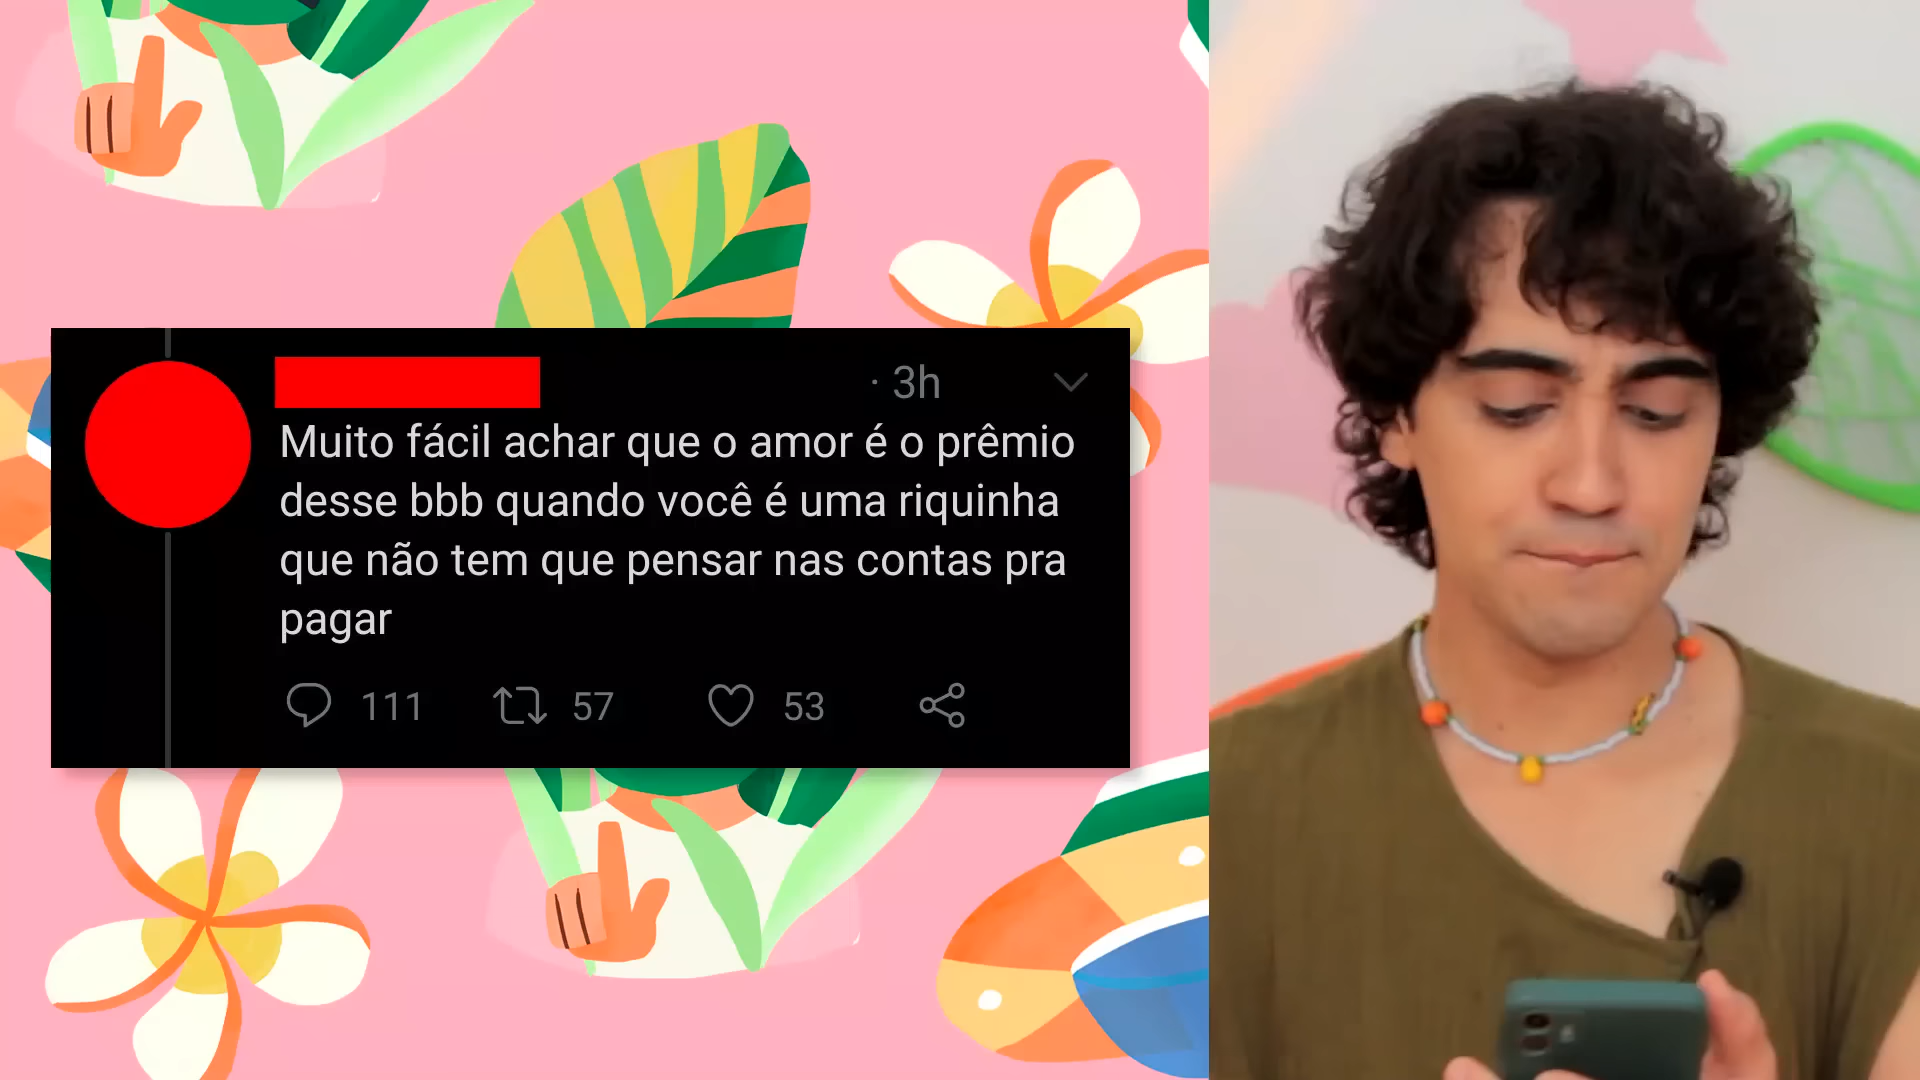 · 3h
Muito fácil achar que o amor é o prêmio
desse bbb quando você é uma riquinha
que não tem que pensar nas contas pra
pagar
111 57 53